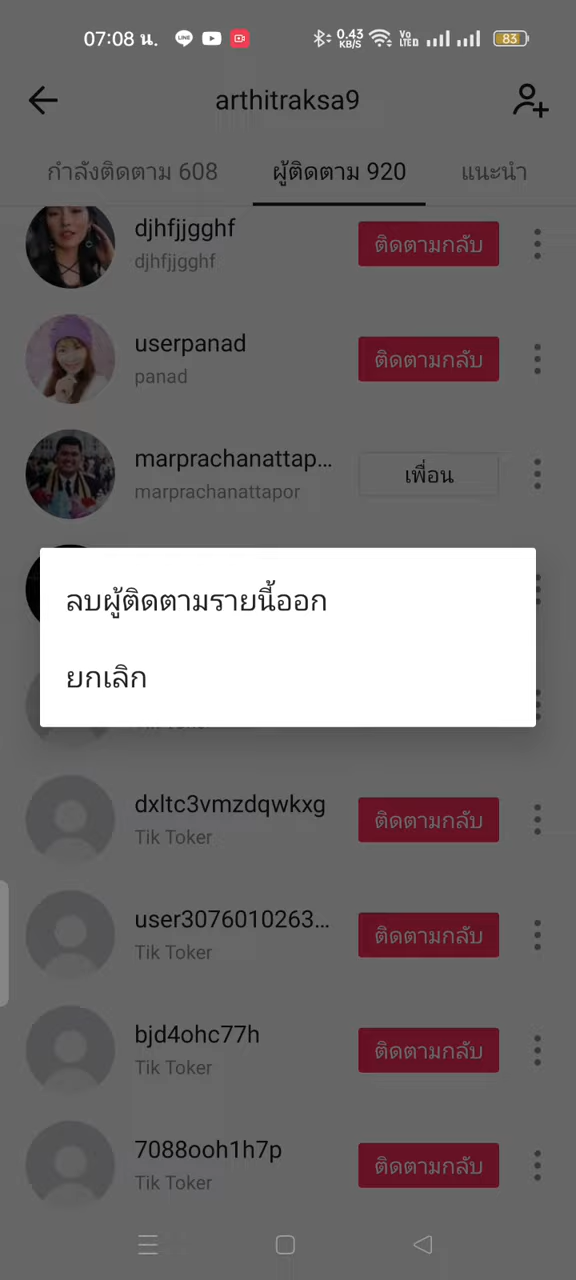 07:08 น.
0.43 KB/S
Vo LTED
83
arthitraksa9
กำลังติดตาม 608
ผู้ติดตาม 920
แนะนำ
djhfjjgghf
ติดตามกลับ
djhfjjgghf
userpanad
ติดตามกลับ
panad
marprachanattap...
เพื่อน
marprachanattapor
ลบผู้ติดตามรายนี้ออก
ยกเลิก
dxltc3vmzdqwkxg
ติดตามกลับ
Tik Toker
user3076010263...
ติดตามกลับ
Tik Toker
bjd4ohc77h
ติดตามกลับ
Tik Toker
7088ooh1h7p
ติดตามกลับ
Tik Toker